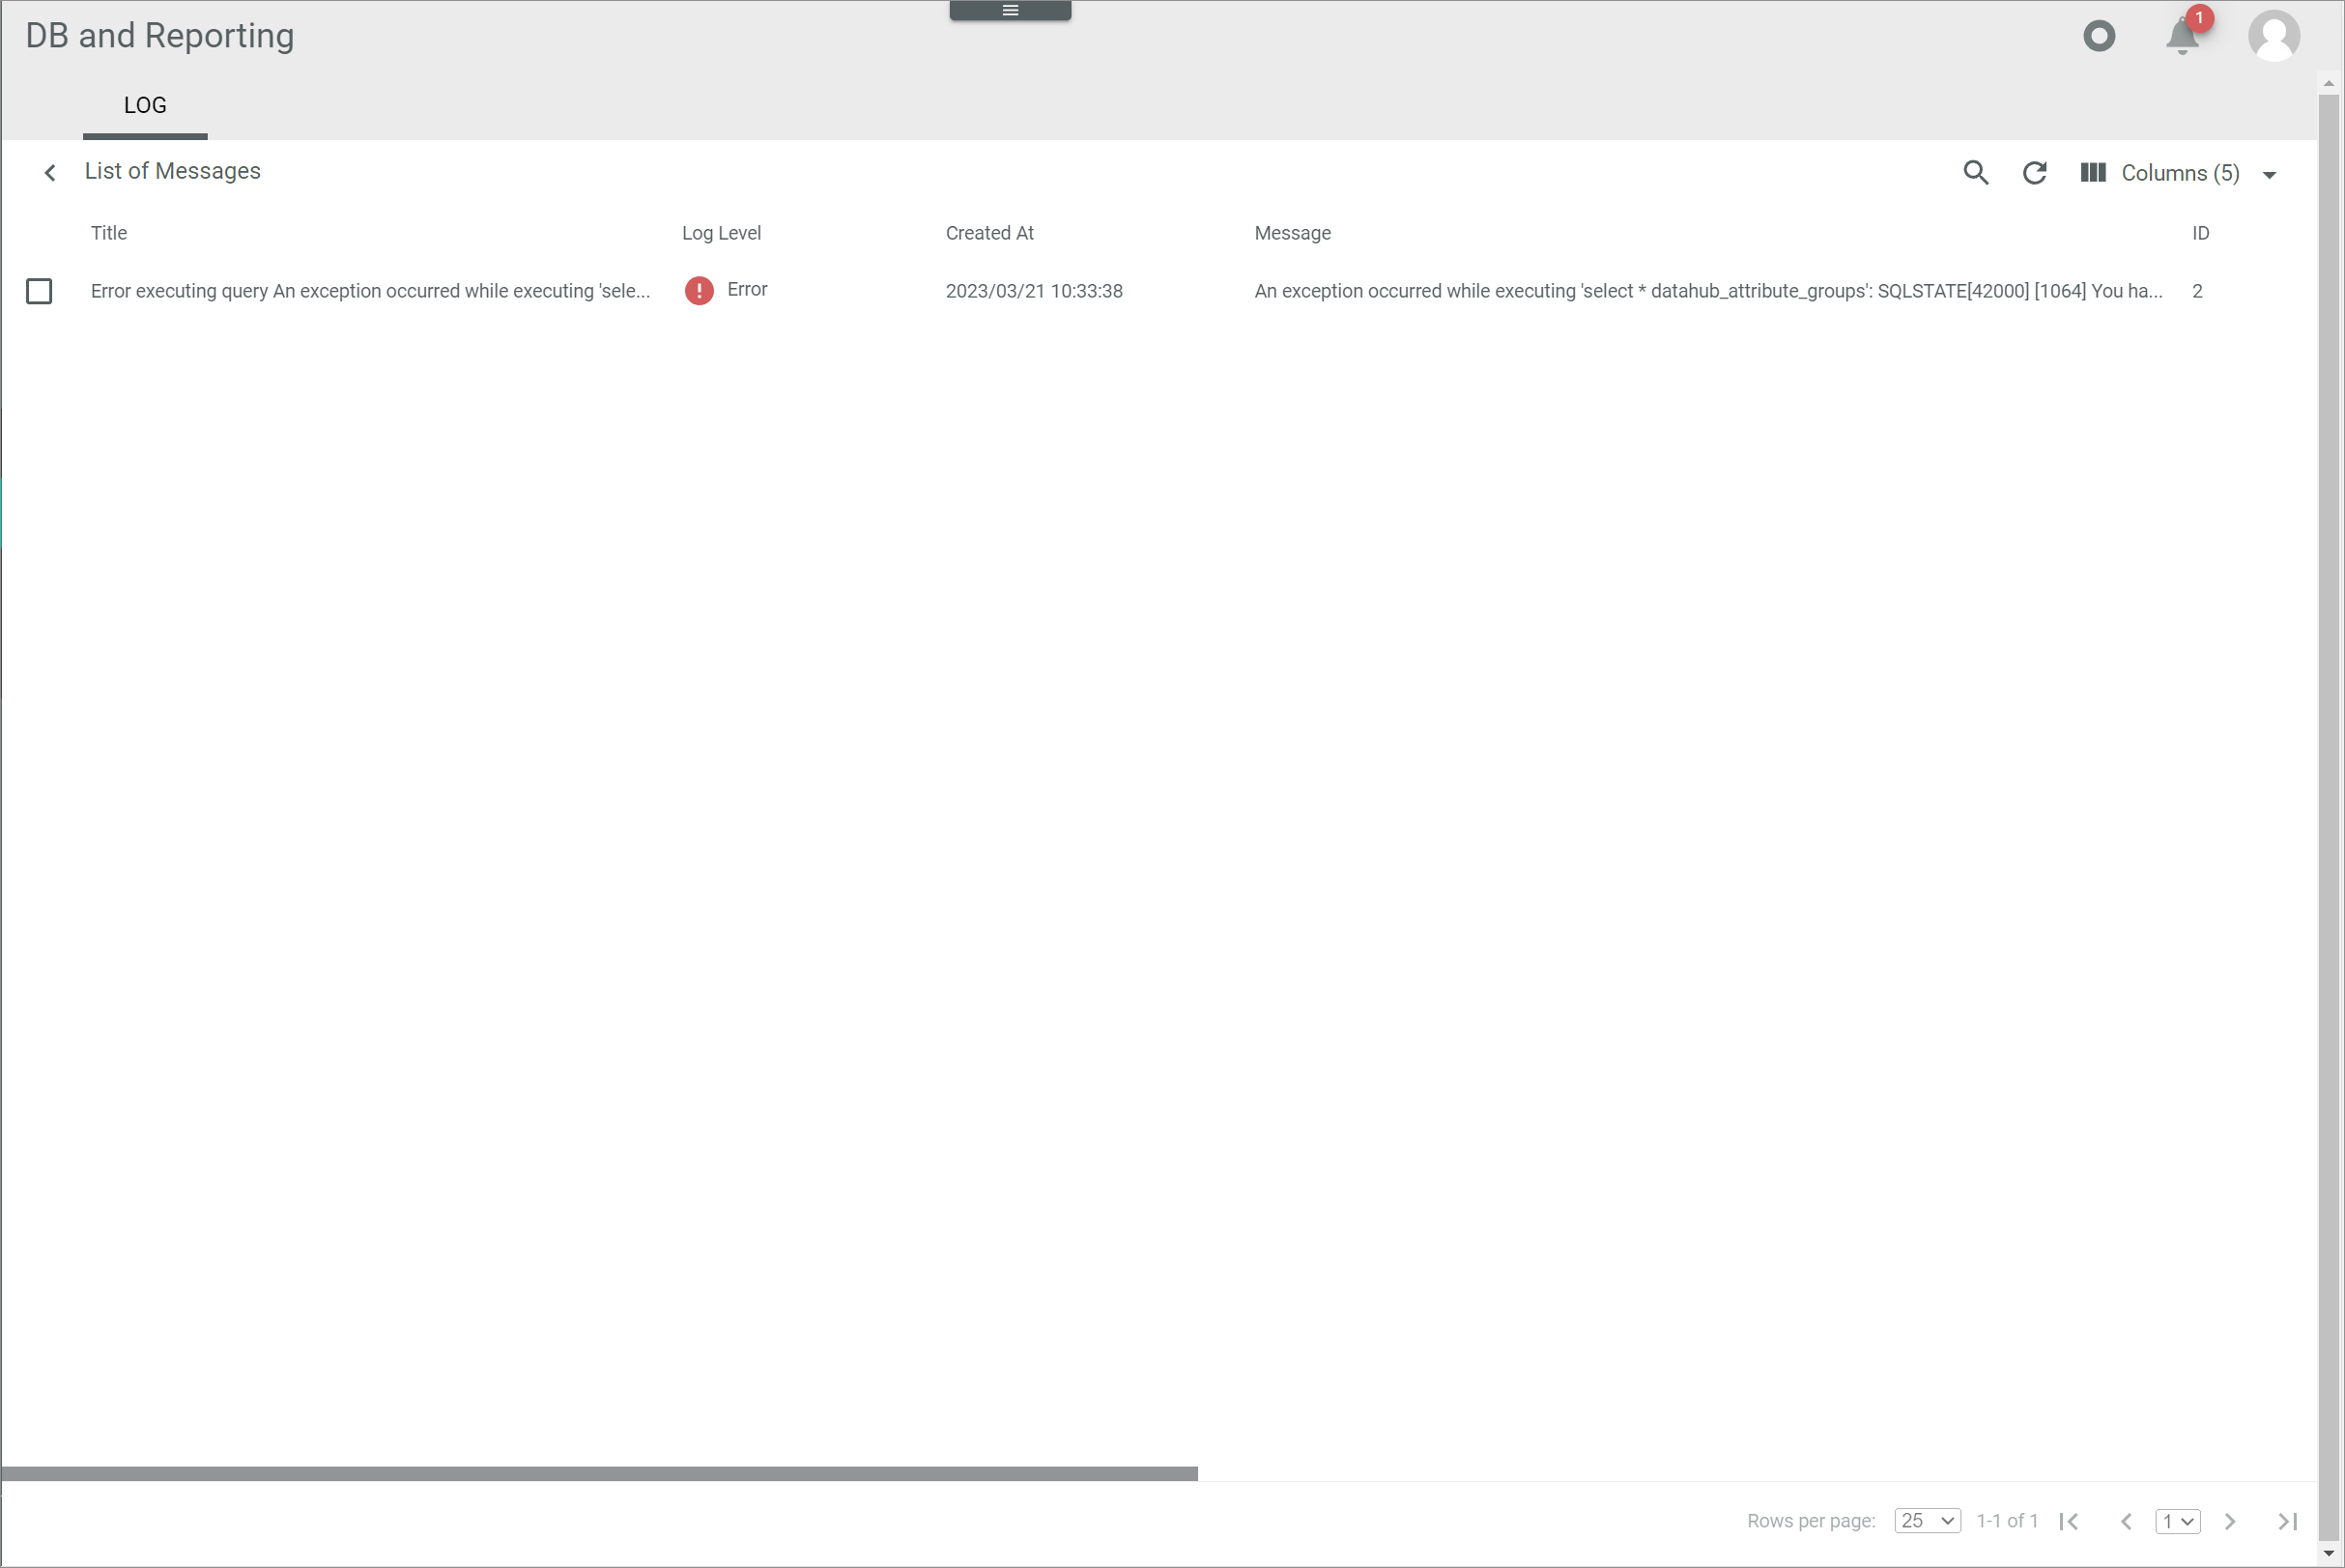 DB and Reporting
1
LOG
List of Messages
Columns (5)
Title Log Level Created At Message ID
Error executing query An exception occurred while executing 'sele... Error 2023/03/21 10:33:38 An exception occurred while executing 'select * datahub_attribute_groups': SQLSTATE[42000] [1064] You ha... 2
Rows per page: 25 1-1 of 1 1